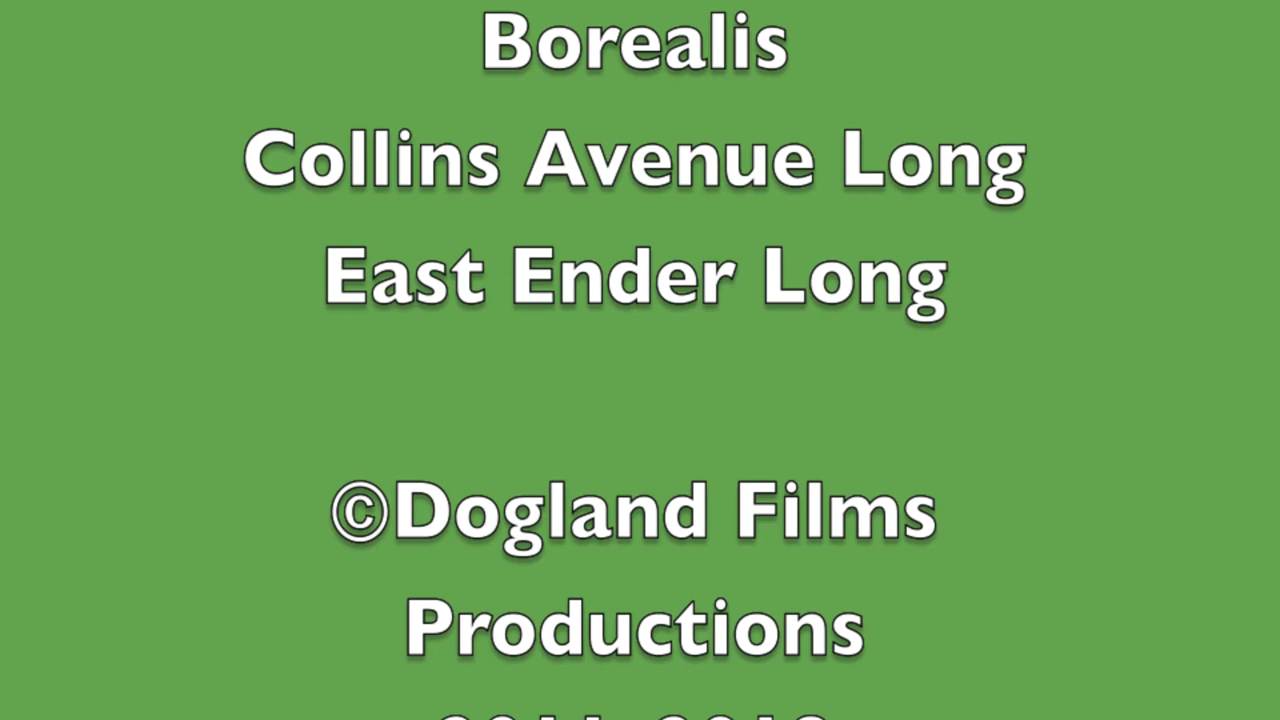 Borealis
Collins Avenue Long
East Ender Long
©Dogland Films
Productions